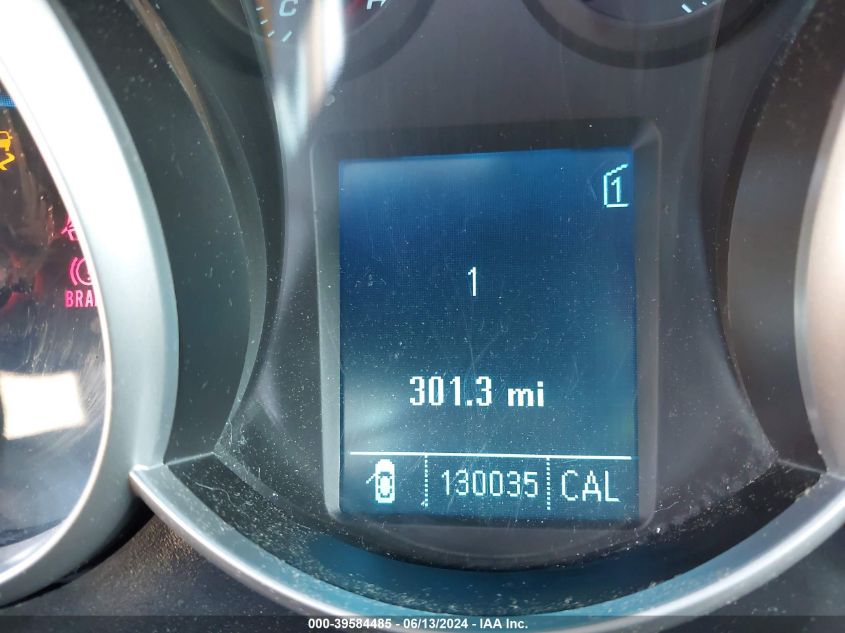 C H
1
1
301.3 mi
BRA
130035 CAL
000-39584485 - 06/13/2024 - IAA Inc.